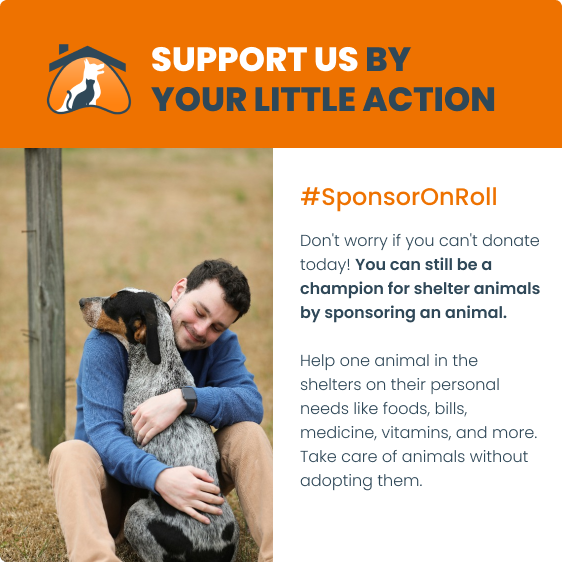 SUPPORT US BY
YOUR LITTLE ACTION
#SponsorOnRoll
Don't worry if you can't donate
today! You can still be a
champion for shelter animals
by sponsoring an animal.
Help one animal in the
shelters on their personal
needs like foods, bills,
medicine, vitamins, and more.
Take care of animals without
adopting them.